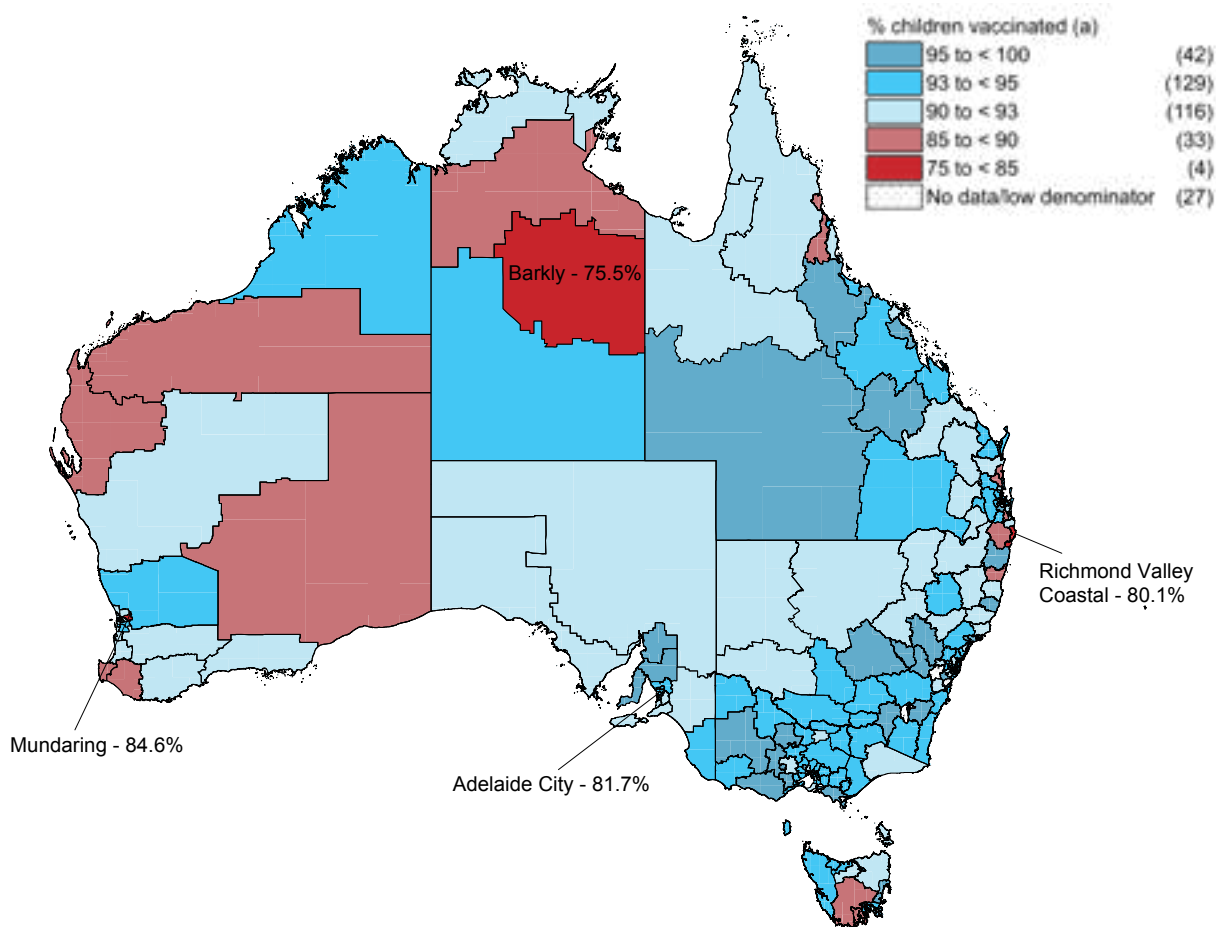 % children vaccinated (a)
95 to < 100 (42)
93 to < 95 (129)
90 to < 93 (116)
85 to < 90 (33)
75 to < 85 (4)
No data/low denominator (27)
Barkly - 75.5%
Richmond Valley
Coastal - 80.1%
Mundaring - 84.6%
Adelaide City - 81.7%